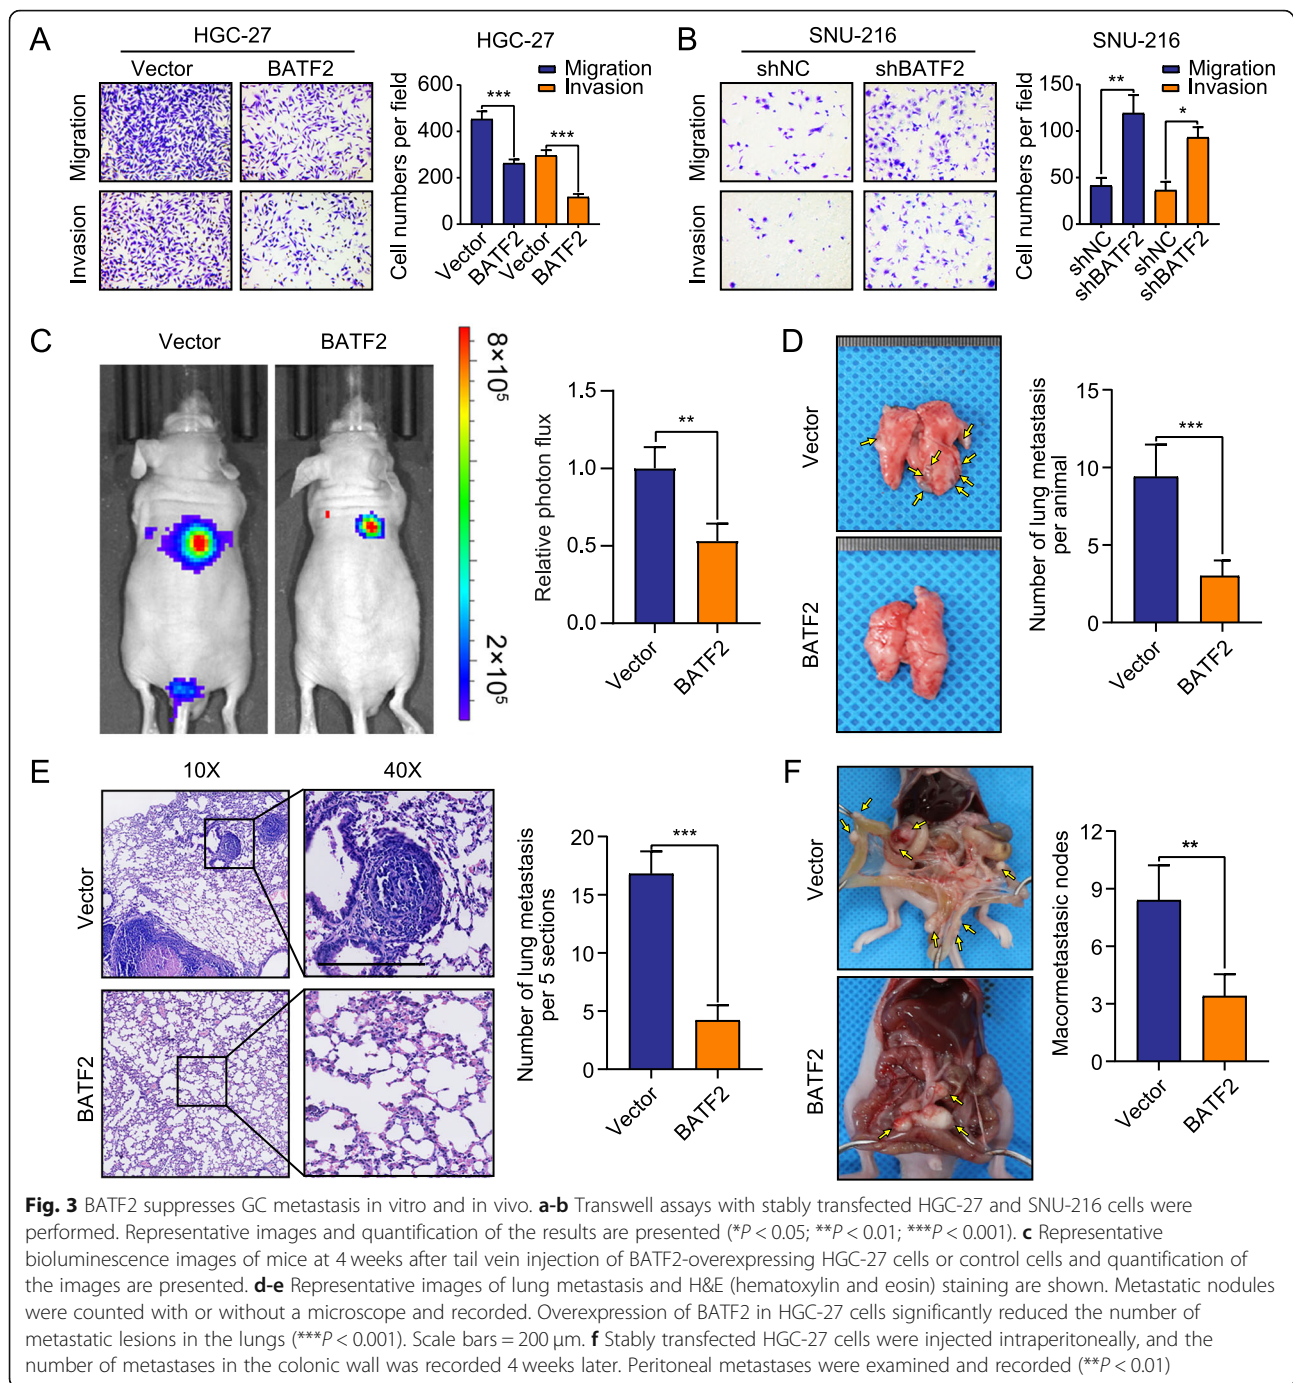 A
HGC-27
Vector BATF2
Migration
Invasion
HGC-27
Migration
Invasion
Cell numbers per field
600
400
200
0
***
***
Vector
BATF2
Vector
BATF2
B
SNU-216
shNC shBATF2
Migration
Invasion
SNU-216
Migration
Invasion
Cell numbers per field
150
100
50
0
**
*
shNC
shBATF2
shNC
shBATF2
C
Vector BATF2
8×10⁵
2×10⁵
Relative photon flux
1.5
1.0
0.5
0.0
**
Vector
BATF2
D
Vector
BATF2
Number of lung metastasis
per animal
15
10
5
0
***
Vector
BATF2
E
10X 40X
Vector
BATF2
Number of lung metastasis
per 5 sections
20
15
10
5
0
***
Vector
BATF2
F
Vector
BATF2
Macormetastasic nodes
12
9
6
3
0
**
Vector
BATF2
Fig. 3 BATF2 suppresses GC metastasis in vitro and in vivo. a-b Transwell assays with stably transfected HGC-27 and SNU-216 cells were
performed. Representative images and quantification of the results are presented (*P < 0.05; **P < 0.01; ***P < 0.001). c Representative
bioluminescence images of mice at 4 weeks after tail vein injection of BATF2-overexpressing HGC-27 cells or control cells and quantification of
the images are presented. d-e Representative images of lung metastasis and H&E (hematoxylin and eosin) staining are shown. Metastatic nodules
were counted with or without a microscope and recorded. Overexpression of BATF2 in HGC-27 cells significantly reduced the number of
metastatic lesions in the lungs (***P < 0.001). Scale bars = 200 μm. f Stably transfected HGC-27 cells were injected intraperitoneally, and the
number of metastases in the colonic wall was recorded 4 weeks later. Peritoneal metastases were examined and recorded (**P < 0.01)